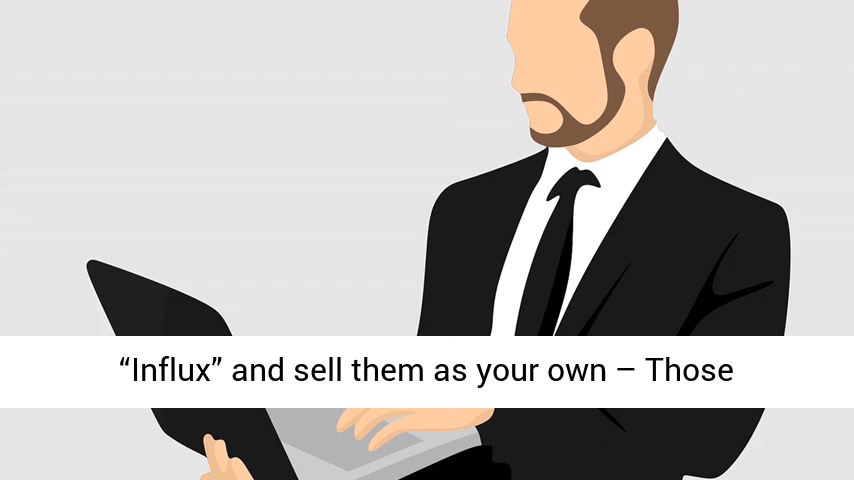 “Influx” and sell them as your own – Those